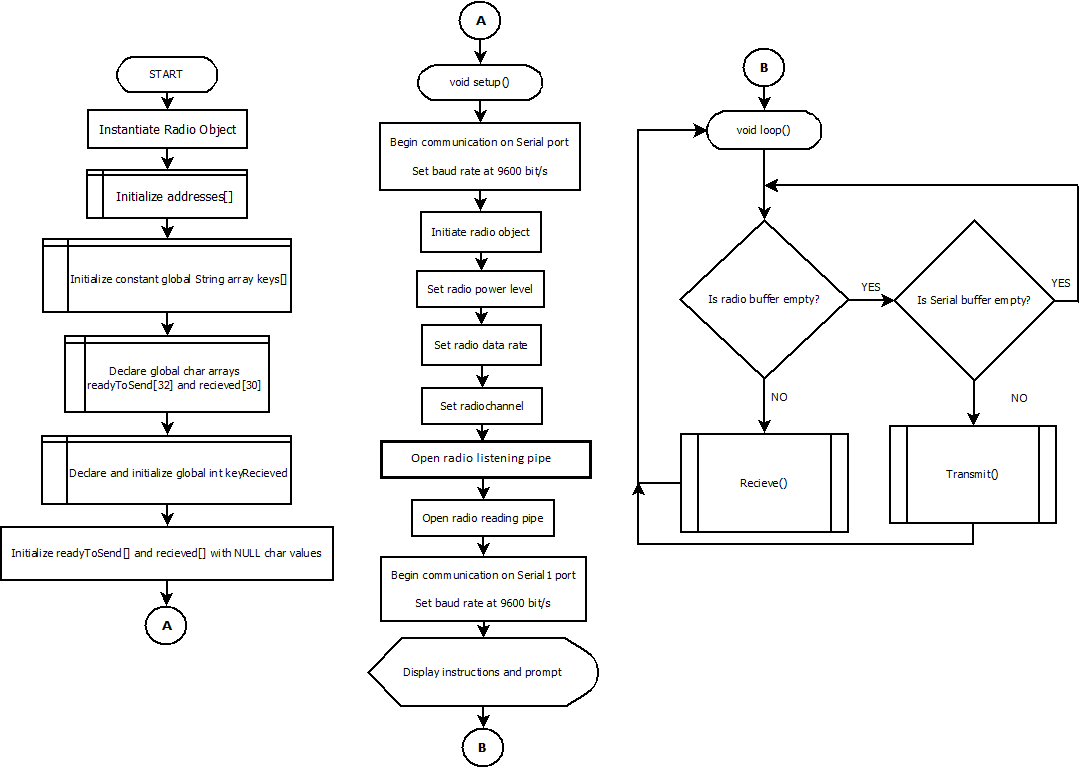 START
Instantiate Radio Object
Initialize addresses[]
Initialize constant global String array keys[]
Declare global char arrays
readyToSend[32] and recieved[30]
Declare and initialize global int keyRecieved
Initialize readyToSend[] and recieved[] with NULL char values
A
A
void setup()
Begin communication on Serial port
Set baud rate at 9600 bit/s
Initiate radio object
Set radio power level
Set radio data rate
Set radiochannel
Open radio listening pipe
Open radio reading pipe
Begin communication on Serial1 port
Set baud rate at 9600 bit/s
Display instructions and prompt
B
B
void loop()
Is radio buffer empty?
YES
Is Serial buffer empty?
YES
NO
NO
Recieve()
Transmit()